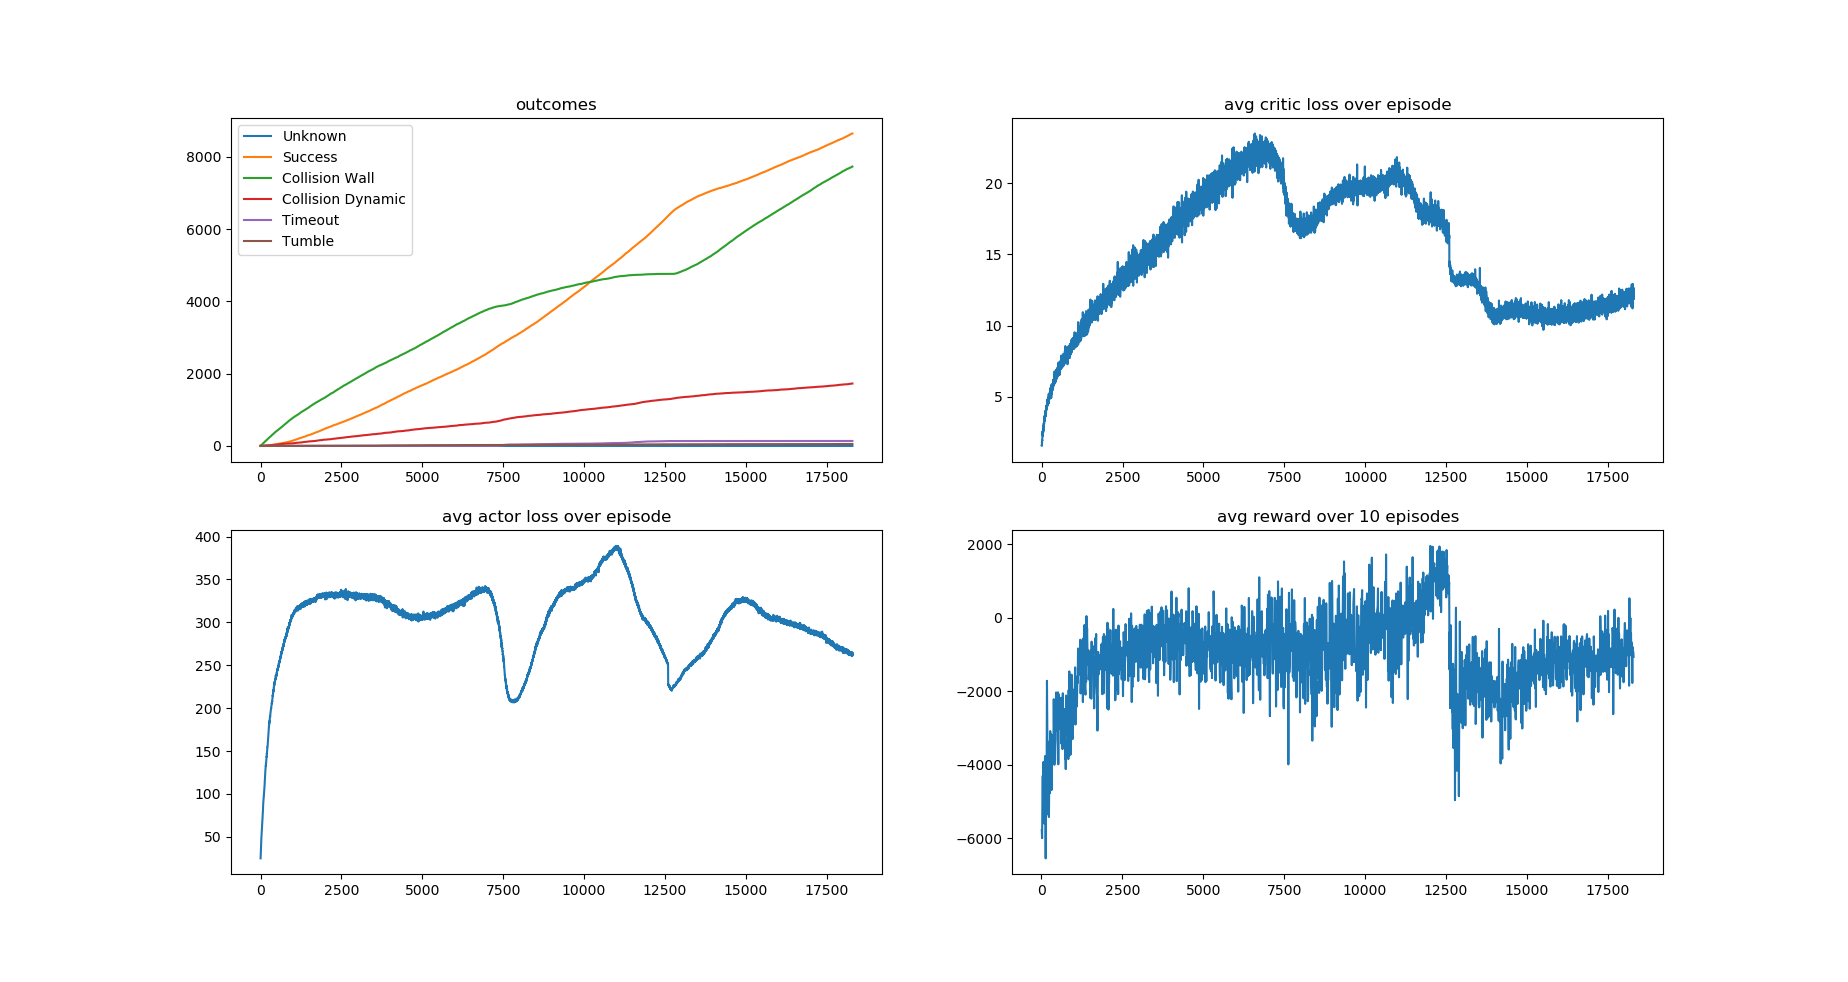 outcomes
Unknown
Success
Collision Wall
Collision Dynamic
Timeout
Tumble
8000
6000
4000
2000
0
0 2500 5000 7500 10000 12500 15000 17500
avg critic loss over episode
20
15
10
5
0 2500 5000 7500 10000 12500 15000 17500
avg actor loss over episode
400
350
300
250
200
150
100
50
0 2500 5000 7500 10000 12500 15000 17500
avg reward over 10 episodes
2000
0
−2000
−4000
−6000
0 2500 5000 7500 10000 12500 15000 17500